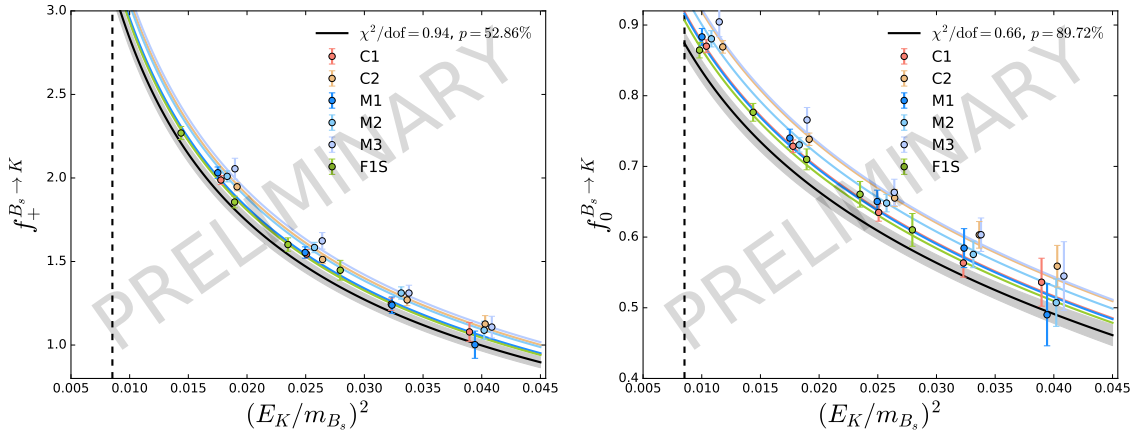 3.0
2.5
2.0
1.5
1.0
f_+^{B_s→K}
χ²/dof = 0.94, p = 52.86%
C1
C2
M1
M2
M3
F1S
PRELIMINARY
0.005 0.010 0.015 0.020 0.025 0.030 0.035 0.040 0.045
(E_K/m_{B_s})²
0.9
0.8
0.7
0.6
0.5
0.4
f_0^{B_s→K}
χ²/dof = 0.66, p = 89.72%
C1
C2
M1
M2
M3
F1S
PRELIMINARY
0.005 0.010 0.015 0.020 0.025 0.030 0.035 0.040 0.045
(E_K/m_{B_s})²